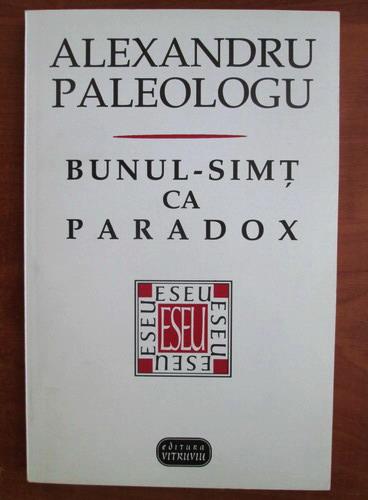 ALEXANDRU
PALEOLOGU
BUNUL-SIMȚ
CA
PARADOX
ESEU
ESEU
ESEU
ESEU
ESEU
editura
VITRUVIU